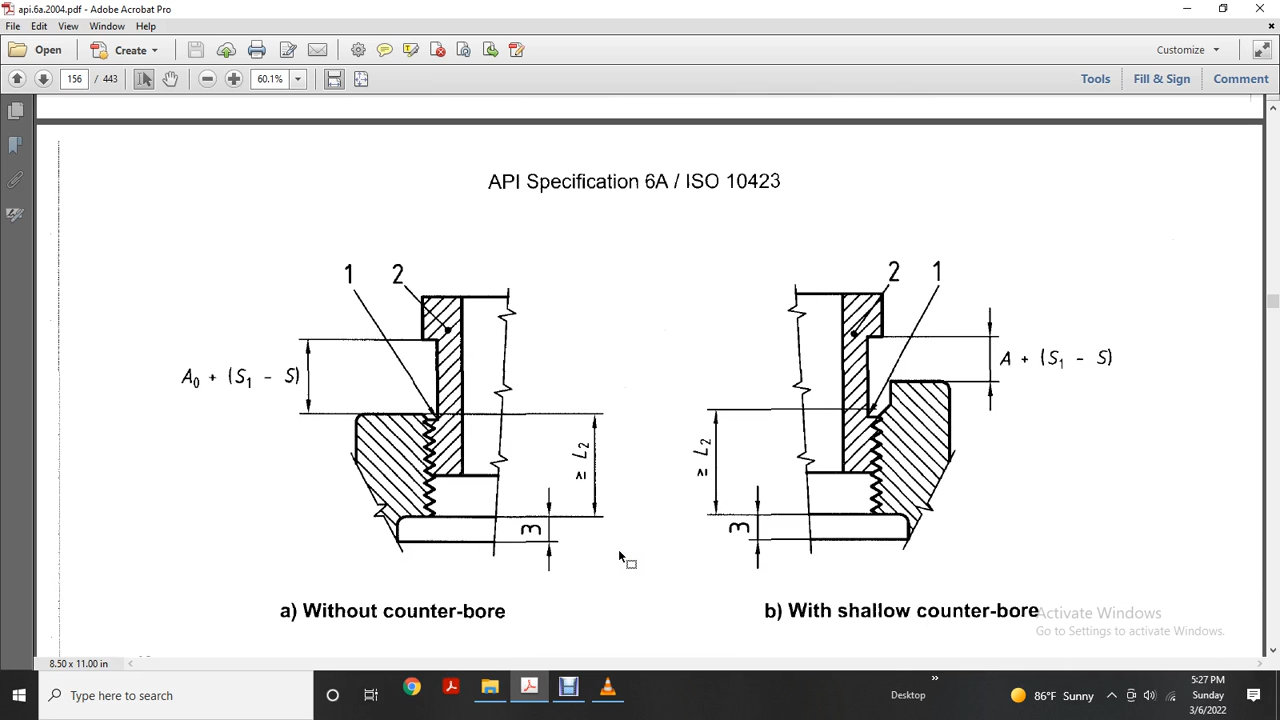 api.6a.2004.pdf - Adobe Acrobat Pro
File Edit View Window Help
Open Create Customize
156 / 443 60.1% Tools Fill & Sign Comment
API Specification 6A / ISO 10423
1 2 2 1
A₀ + (S₁ - S) A + (S₁ - S)
≥ L₂ ≥ L₂
3 3
a) Without counter-bore b) With shallow counter-bore
Activate Windows
Go to Settings to activate Windows.
8.50 x 11.00 in
Type here to search Desktop 86°F Sunny
5:27 PM
Sunday
3/6/2022